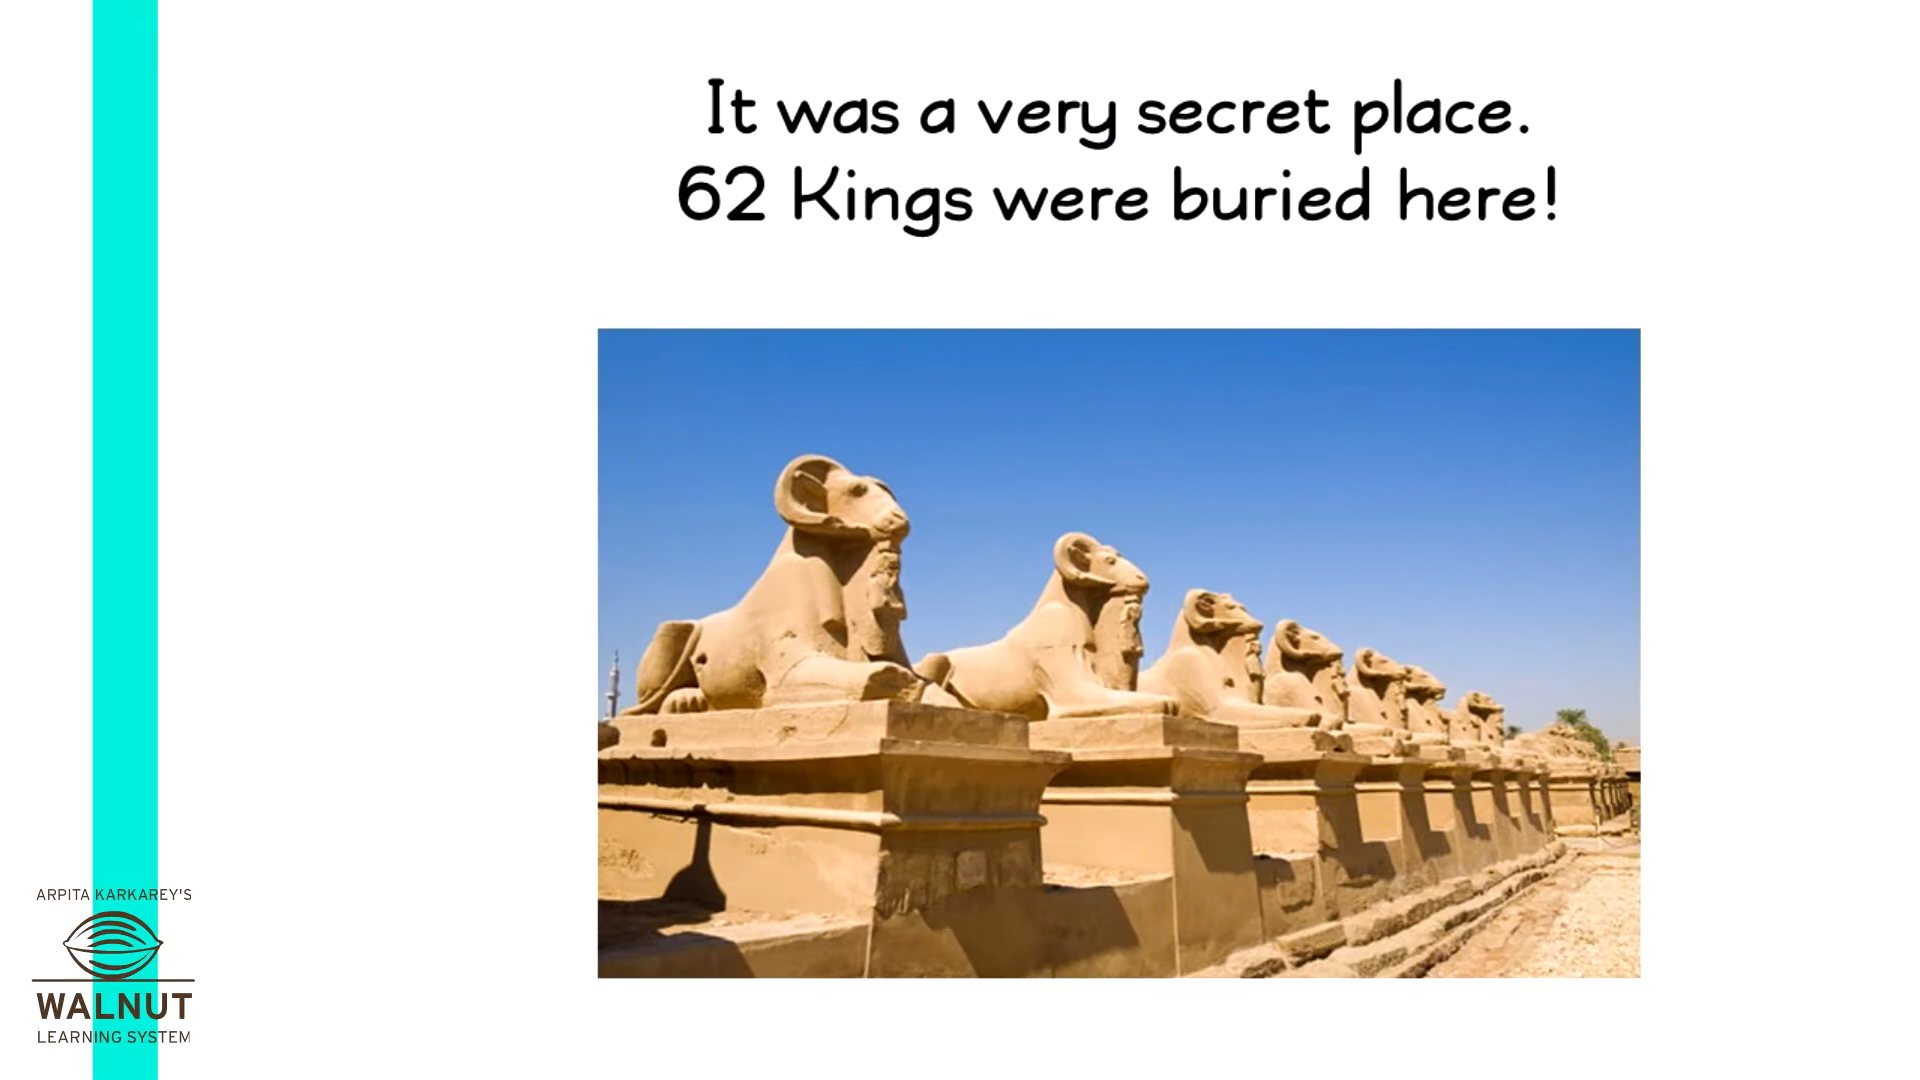 It was a very secret place.
62 Kings were buried here!
ARPITA KARKAREY'S
WALNUT
LEARNING SYSTEM